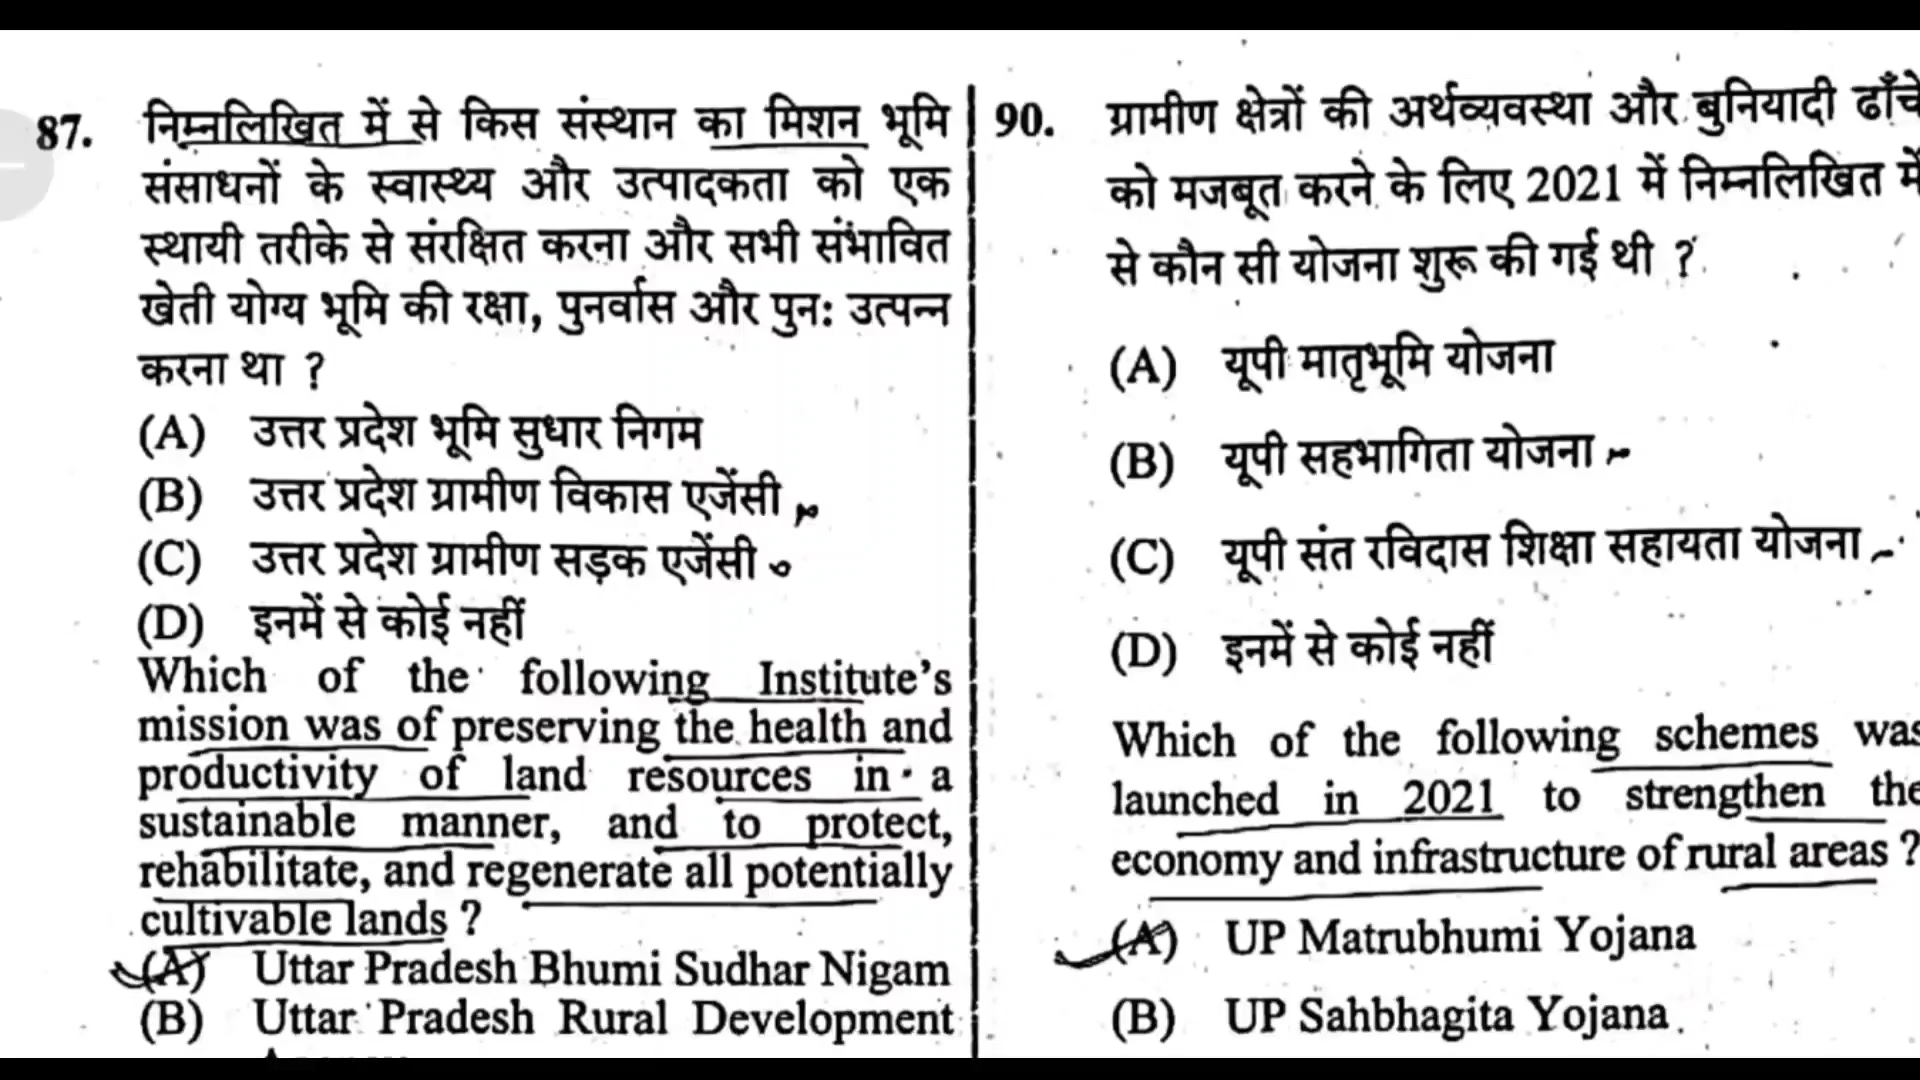 87. निम्नलिखित में से किस संस्थान का मिशन भूमि
संसाधनों के स्वास्थ्य और उत्पादकता को एक
स्थायी तरीके से संरक्षित करना और सभी संभावित
खेती योग्य भूमि की रक्षा, पुनर्वास और पुन: उत्पन्न
करना था ?
(A) उत्तर प्रदेश भूमि सुधार निगम
(B) उत्तर प्रदेश ग्रामीण विकास एजेंसी
(C) उत्तर प्रदेश ग्रामीण सड़क एजेंसी
(D) इनमें से कोई नहीं
Which of the following Institute's
mission was of preserving the health and
productivity of land resources in a
sustainable manner, and to protect,
rehabilitate, and regenerate all potentially
cultivable lands ?
(A) Uttar Pradesh Bhumi Sudhar Nigam
(B) Uttar Pradesh Rural Development
90. ग्रामीण क्षेत्रों की अर्थव्यवस्था और बुनियादी ढाँचे
को मजबूत करने के लिए 2021 में निम्नलिखित में
से कौन सी योजना शुरू की गई थी ?
(A) यूपी मातृभूमि योजना
(B) यूपी सहभागिता योजना
(C) यूपी संत रविदास शिक्षा सहायता योजना
(D) इनमें से कोई नहीं
Which of the following schemes was
launched in 2021 to strengthen the
economy and infrastructure of rural areas ?
(A) UP Matrubhumi Yojana
(B) UP Sahbhagita Yojana